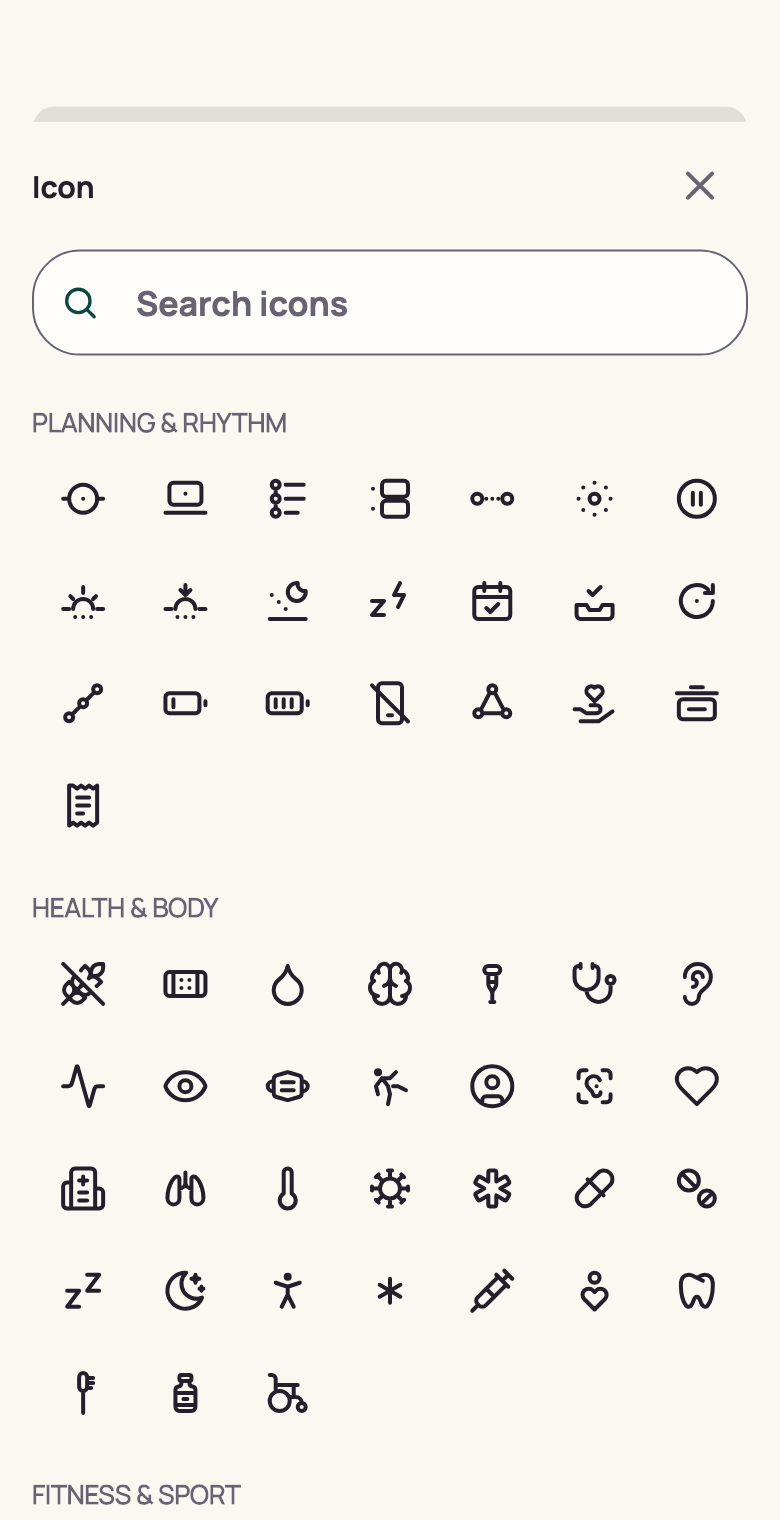 Icon
Search icons
PLANNING & RHYTHM
HEALTH & BODY
FITNESS & SPORT